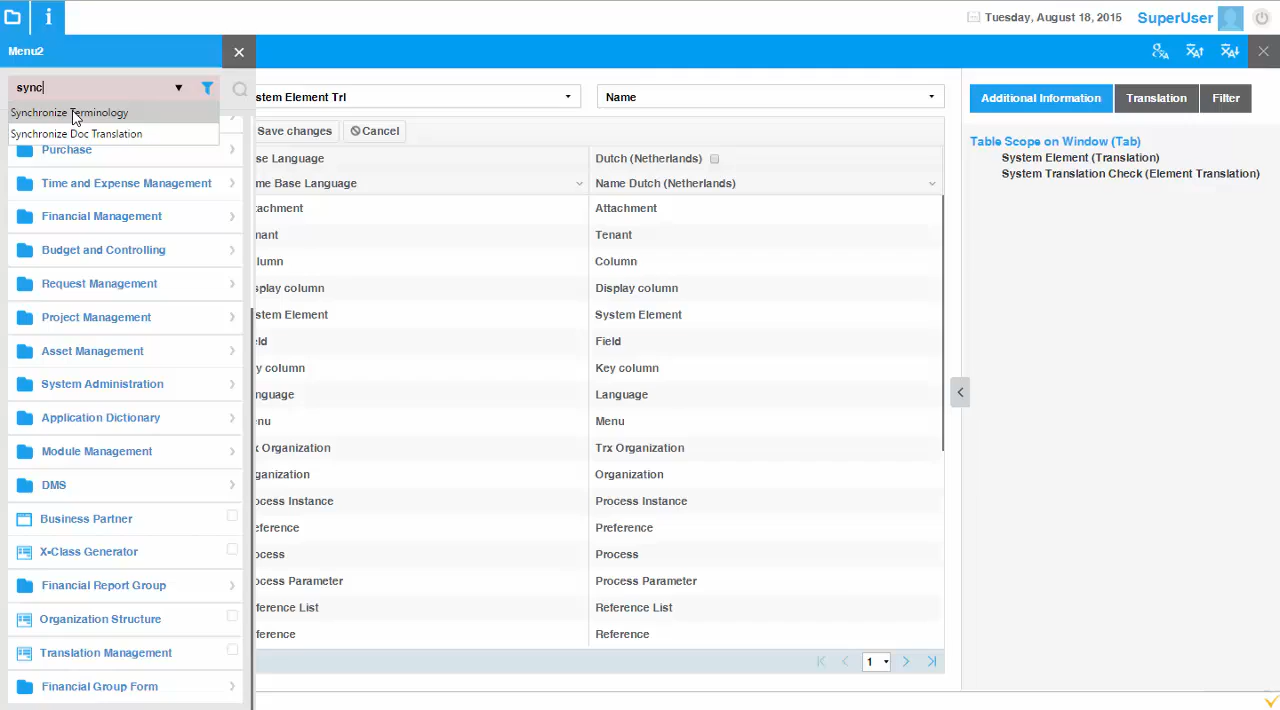 Tuesday, August 18, 2015 SuperUser
Menu2
sync
Synchronize Terminology
Synchronize Doc Translation
Purchase
Time and Expense Management
Financial Management
Budget and Controlling
Request Management
Project Management
Asset Management
System Administration
Application Dictionary
Module Management
DMS
Business Partner
X-Class Generator
Financial Report Group
Organization Structure
Translation Management
Financial Group Form
stem Element Trl
Name
Save changes
Cancel
se Language
Dutch (Netherlands)
me Base Language
Name Dutch (Netherlands)
tachment
Attachment
nant
Tenant
lumn
Column
splay column
Display column
stem Element
System Element
eld
Field
y column
Key column
nguage
Language
enu
Menu
x Organization
Trx Organization
ganization
Organization
ocess Instance
Process Instance
eference
Preference
ocess
Process
ocess Parameter
Process Parameter
ference List
Reference List
ference
Reference
1
Additional Information
Translation
Filter
Table Scope on Window (Tab)
System Element (Translation)
System Translation Check (Element Translation)